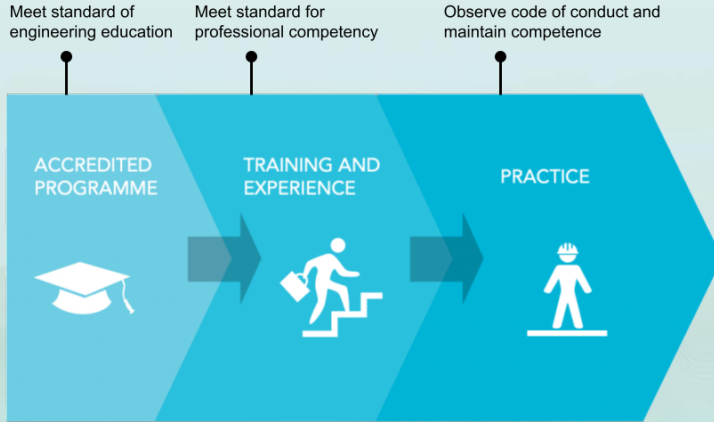 Meet standard of
engineering education
Meet standard for
professional competency
Observe code of conduct and
maintain competence
ACCREDITED
PROGRAMME
TRAINING AND
EXPERIENCE
PRACTICE